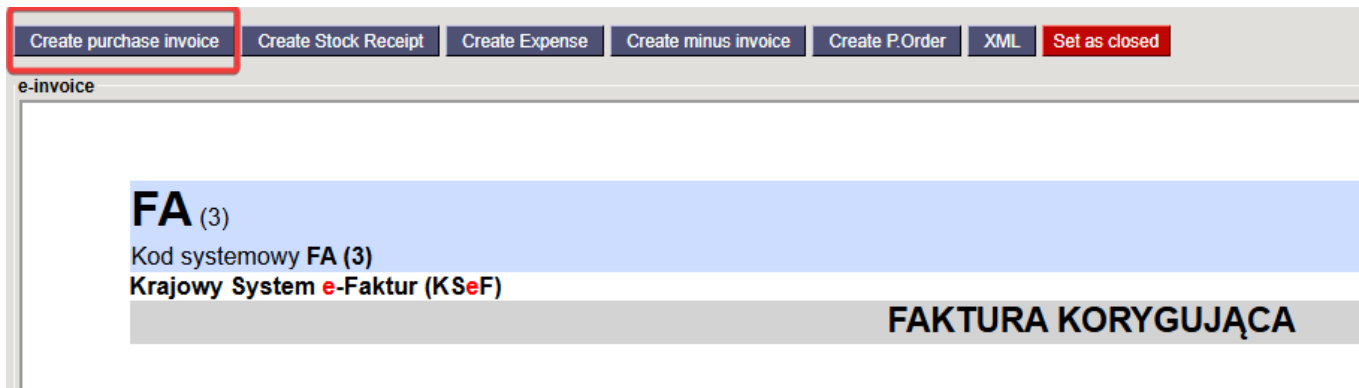 Create purchase invoice Create Stock Receipt Create Expense Create minus invoice Create P.Order XML Set as closed
e-invoice
FA (3)
Kod systemowy FA (3)
Krajowy System e-Faktur (KSeF)
FAKTURA KORYGUJĄCA